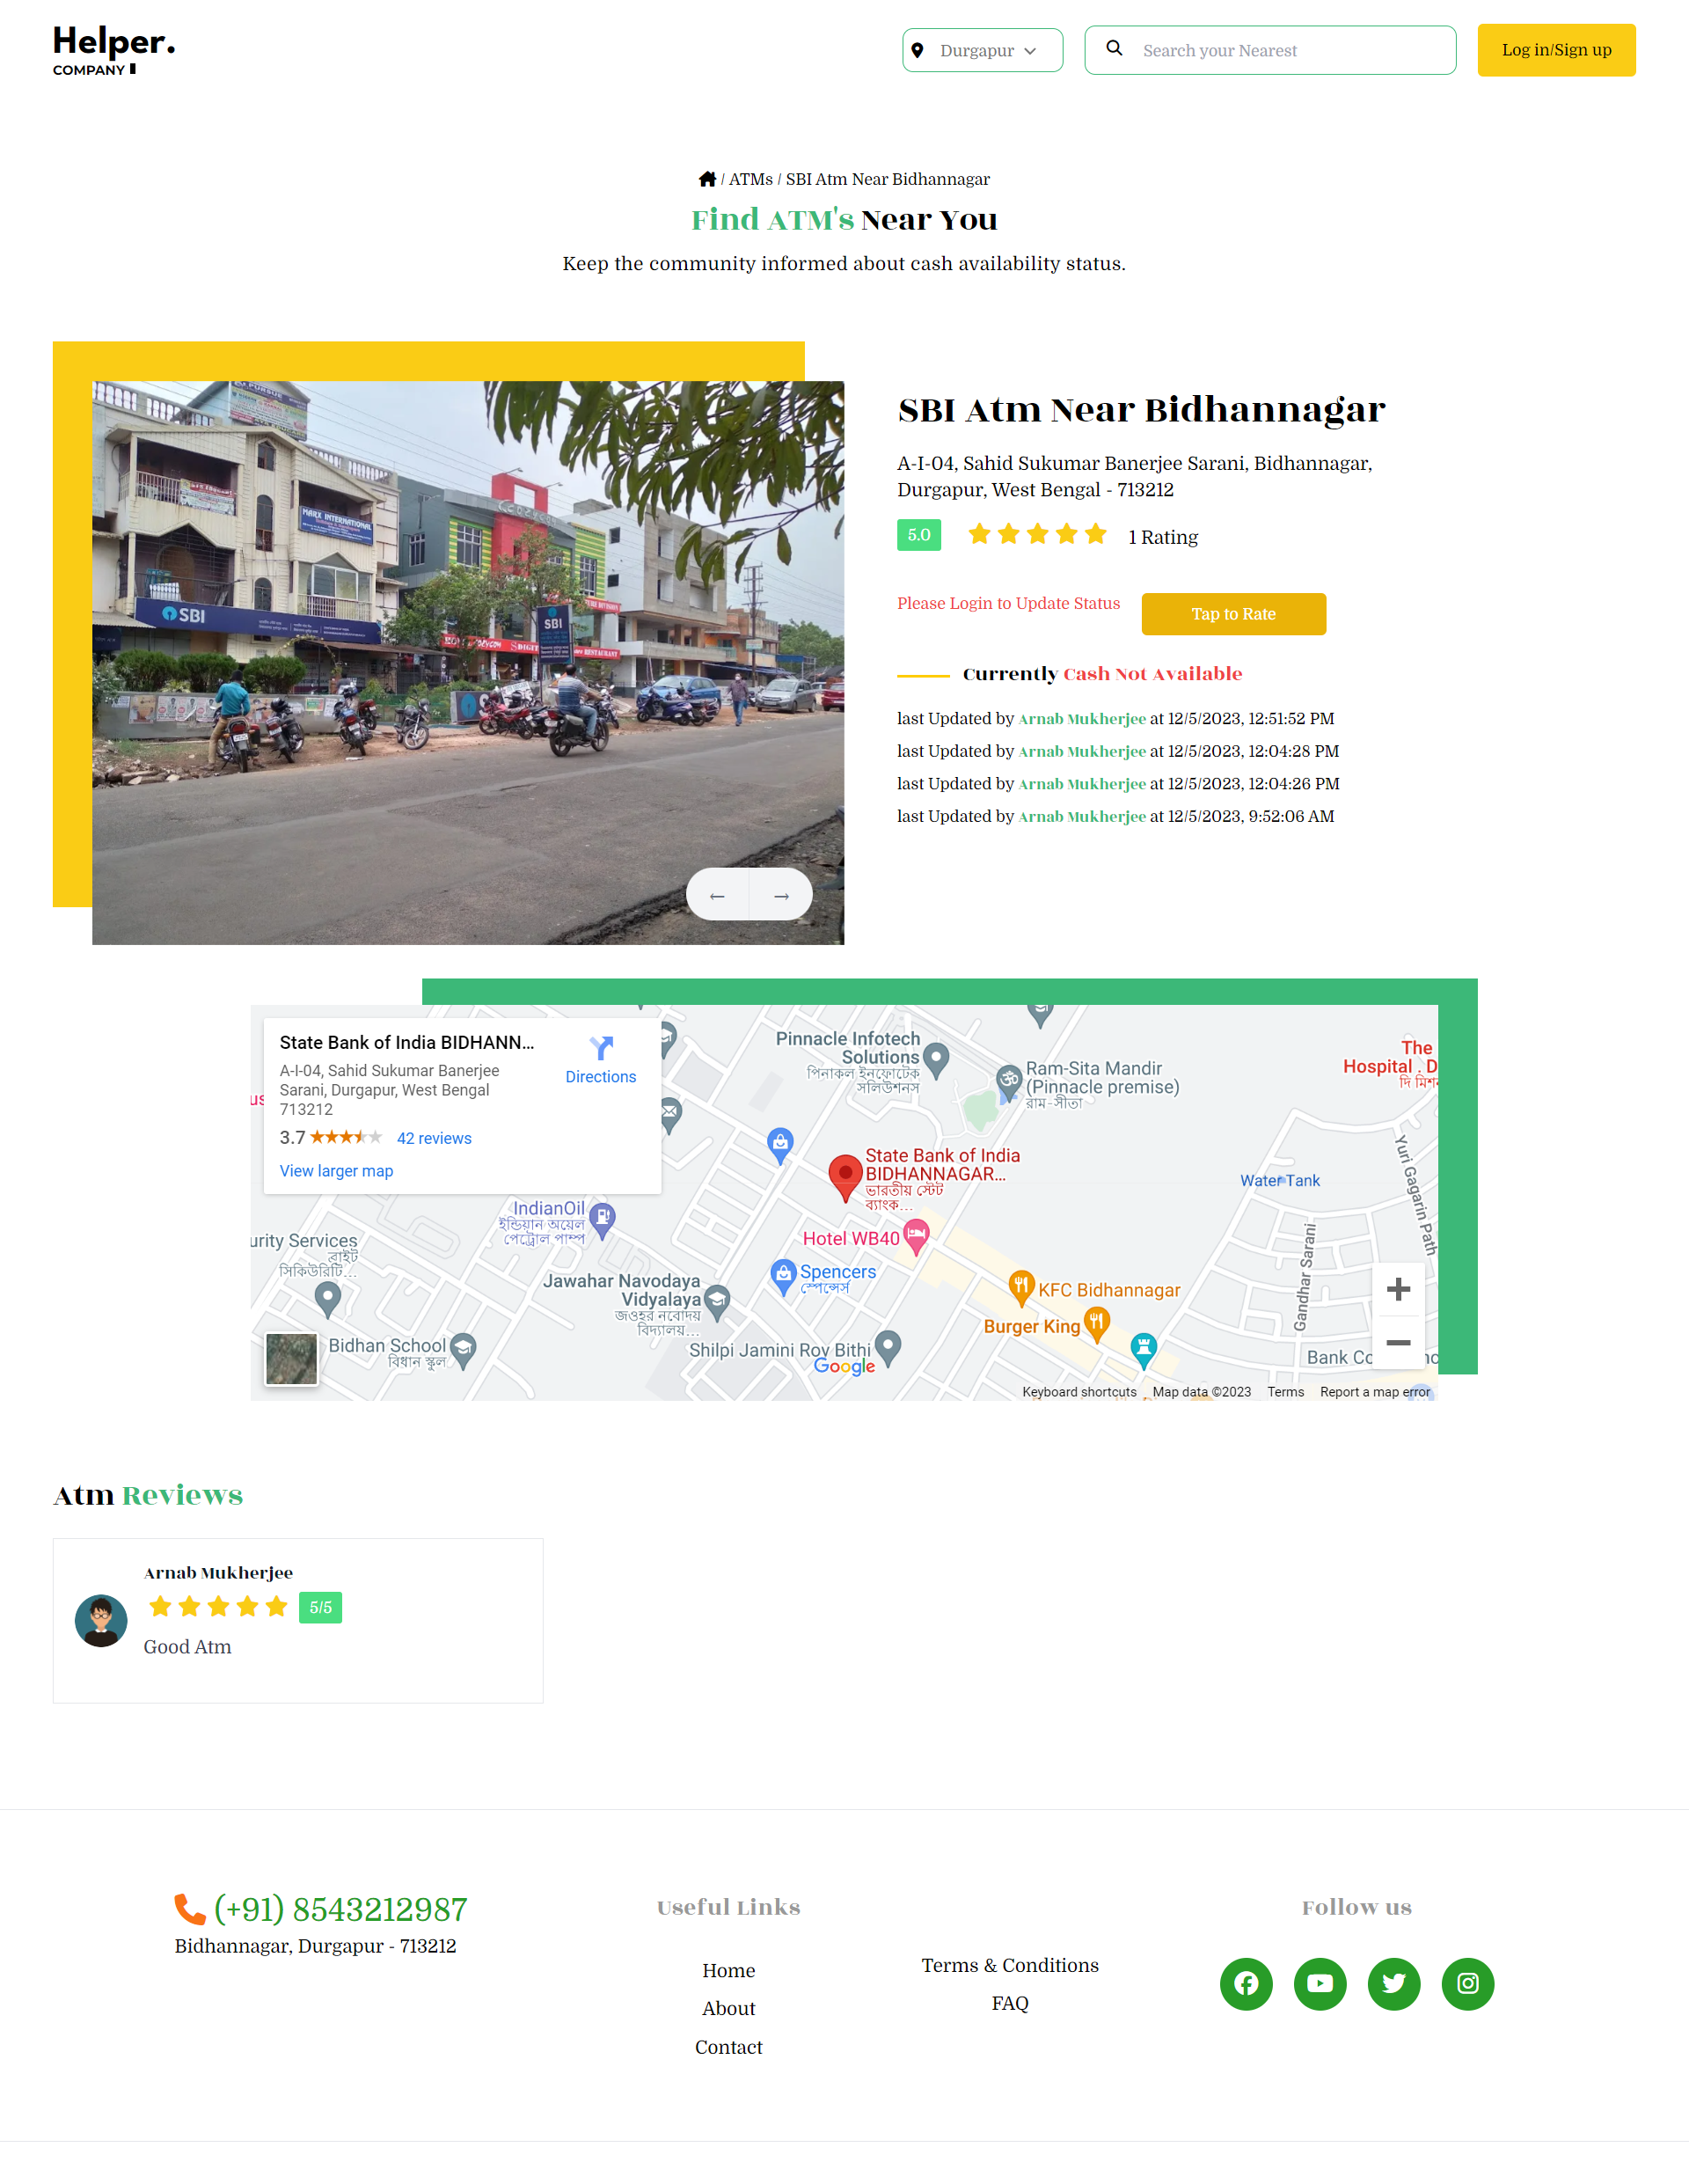 Helper.
COMPANY
Durgapur
Search your Nearest
Log in/Sign up
/ ATMs / SBI Atm Near Bidhannagar
Find ATM's Near You
Keep the community informed about cash availability status.
MARX INTERNATIONAL
SBI
SBI
RESTAURANT
SBI Atm Near Bidhannagar
A-I-04, Sahid Sukumar Banerjee Sarani, Bidhannagar,
Durgapur, West Bengal - 713212
5.0 1 Rating
Please Login to Update Status
Tap to Rate
Currently Cash Not Available
last Updated by Arnab Mukherjee at 12/5/2023, 12:51:52 PM
last Updated by Arnab Mukherjee at 12/5/2023, 12:04:28 PM
last Updated by Arnab Mukherjee at 12/5/2023, 12:04:26 PM
last Updated by Arnab Mukherjee at 12/5/2023, 9:52:06 AM
←
→
State Bank of India BIDHANN...
A-I-04, Sahid Sukumar Banerjee
Sarani, Durgapur, West Bengal
713212
Directions
3.7 42 reviews
View larger map
Pinnacle Infotech
Solutions
পিনাকল ইনফোটেক
সলিউশনস
Ram-Sita Mandir
(Pinnacle premise)
রাম-সীতা
The
Hospital . D
দি মিশ
State Bank of India
BIDHANNAGAR...
ভারতীয় স্টেট
ব্যাংক...
Water Tank
Yuri Gagarin Path
Gandhar Sarani
IndianOil
ইন্ডিয়ান অয়েল
পেট্রোল পাম্প
Hotel WB40
urity Services
ব্রাইট
সিকিউরিটি...
Spencers
স্পেন্সের্স
Jawahar Navodaya
Vidyalaya
জওহর নবোদয়
বিদ্যালয়...
KFC Bidhannagar
Burger King
Bidhan School
বিধান স্কুল
Shilpi Jamini Roy Bithi
Google
Bank Co
Keyboard shortcuts
Map data ©2023
Terms
Report a map error
Atm Reviews
Arnab Mukherjee
5/5
Good Atm
(+91) 8543212987
Bidhannagar, Durgapur - 713212
Useful Links
Home
About
Contact
Terms & Conditions
FAQ
Follow us